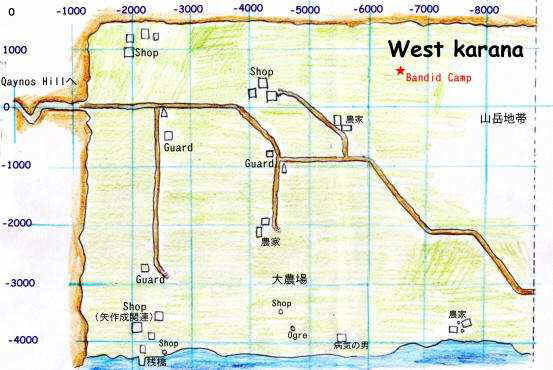 0 -1000 -2000 -3000 -4000 -5000 -6000 -7000 -8000
West karana
1000
Shop
Bandid Camp
Qaynos Hillへ
Shop
0
農家
山岳地帯
Guard
Guard
-1000
-2000
農家
Guard
大農場
-3000
Shop
(矢作成関連)
Shop
農家
Ogre
-4000
Shop
病気の男
桟橋